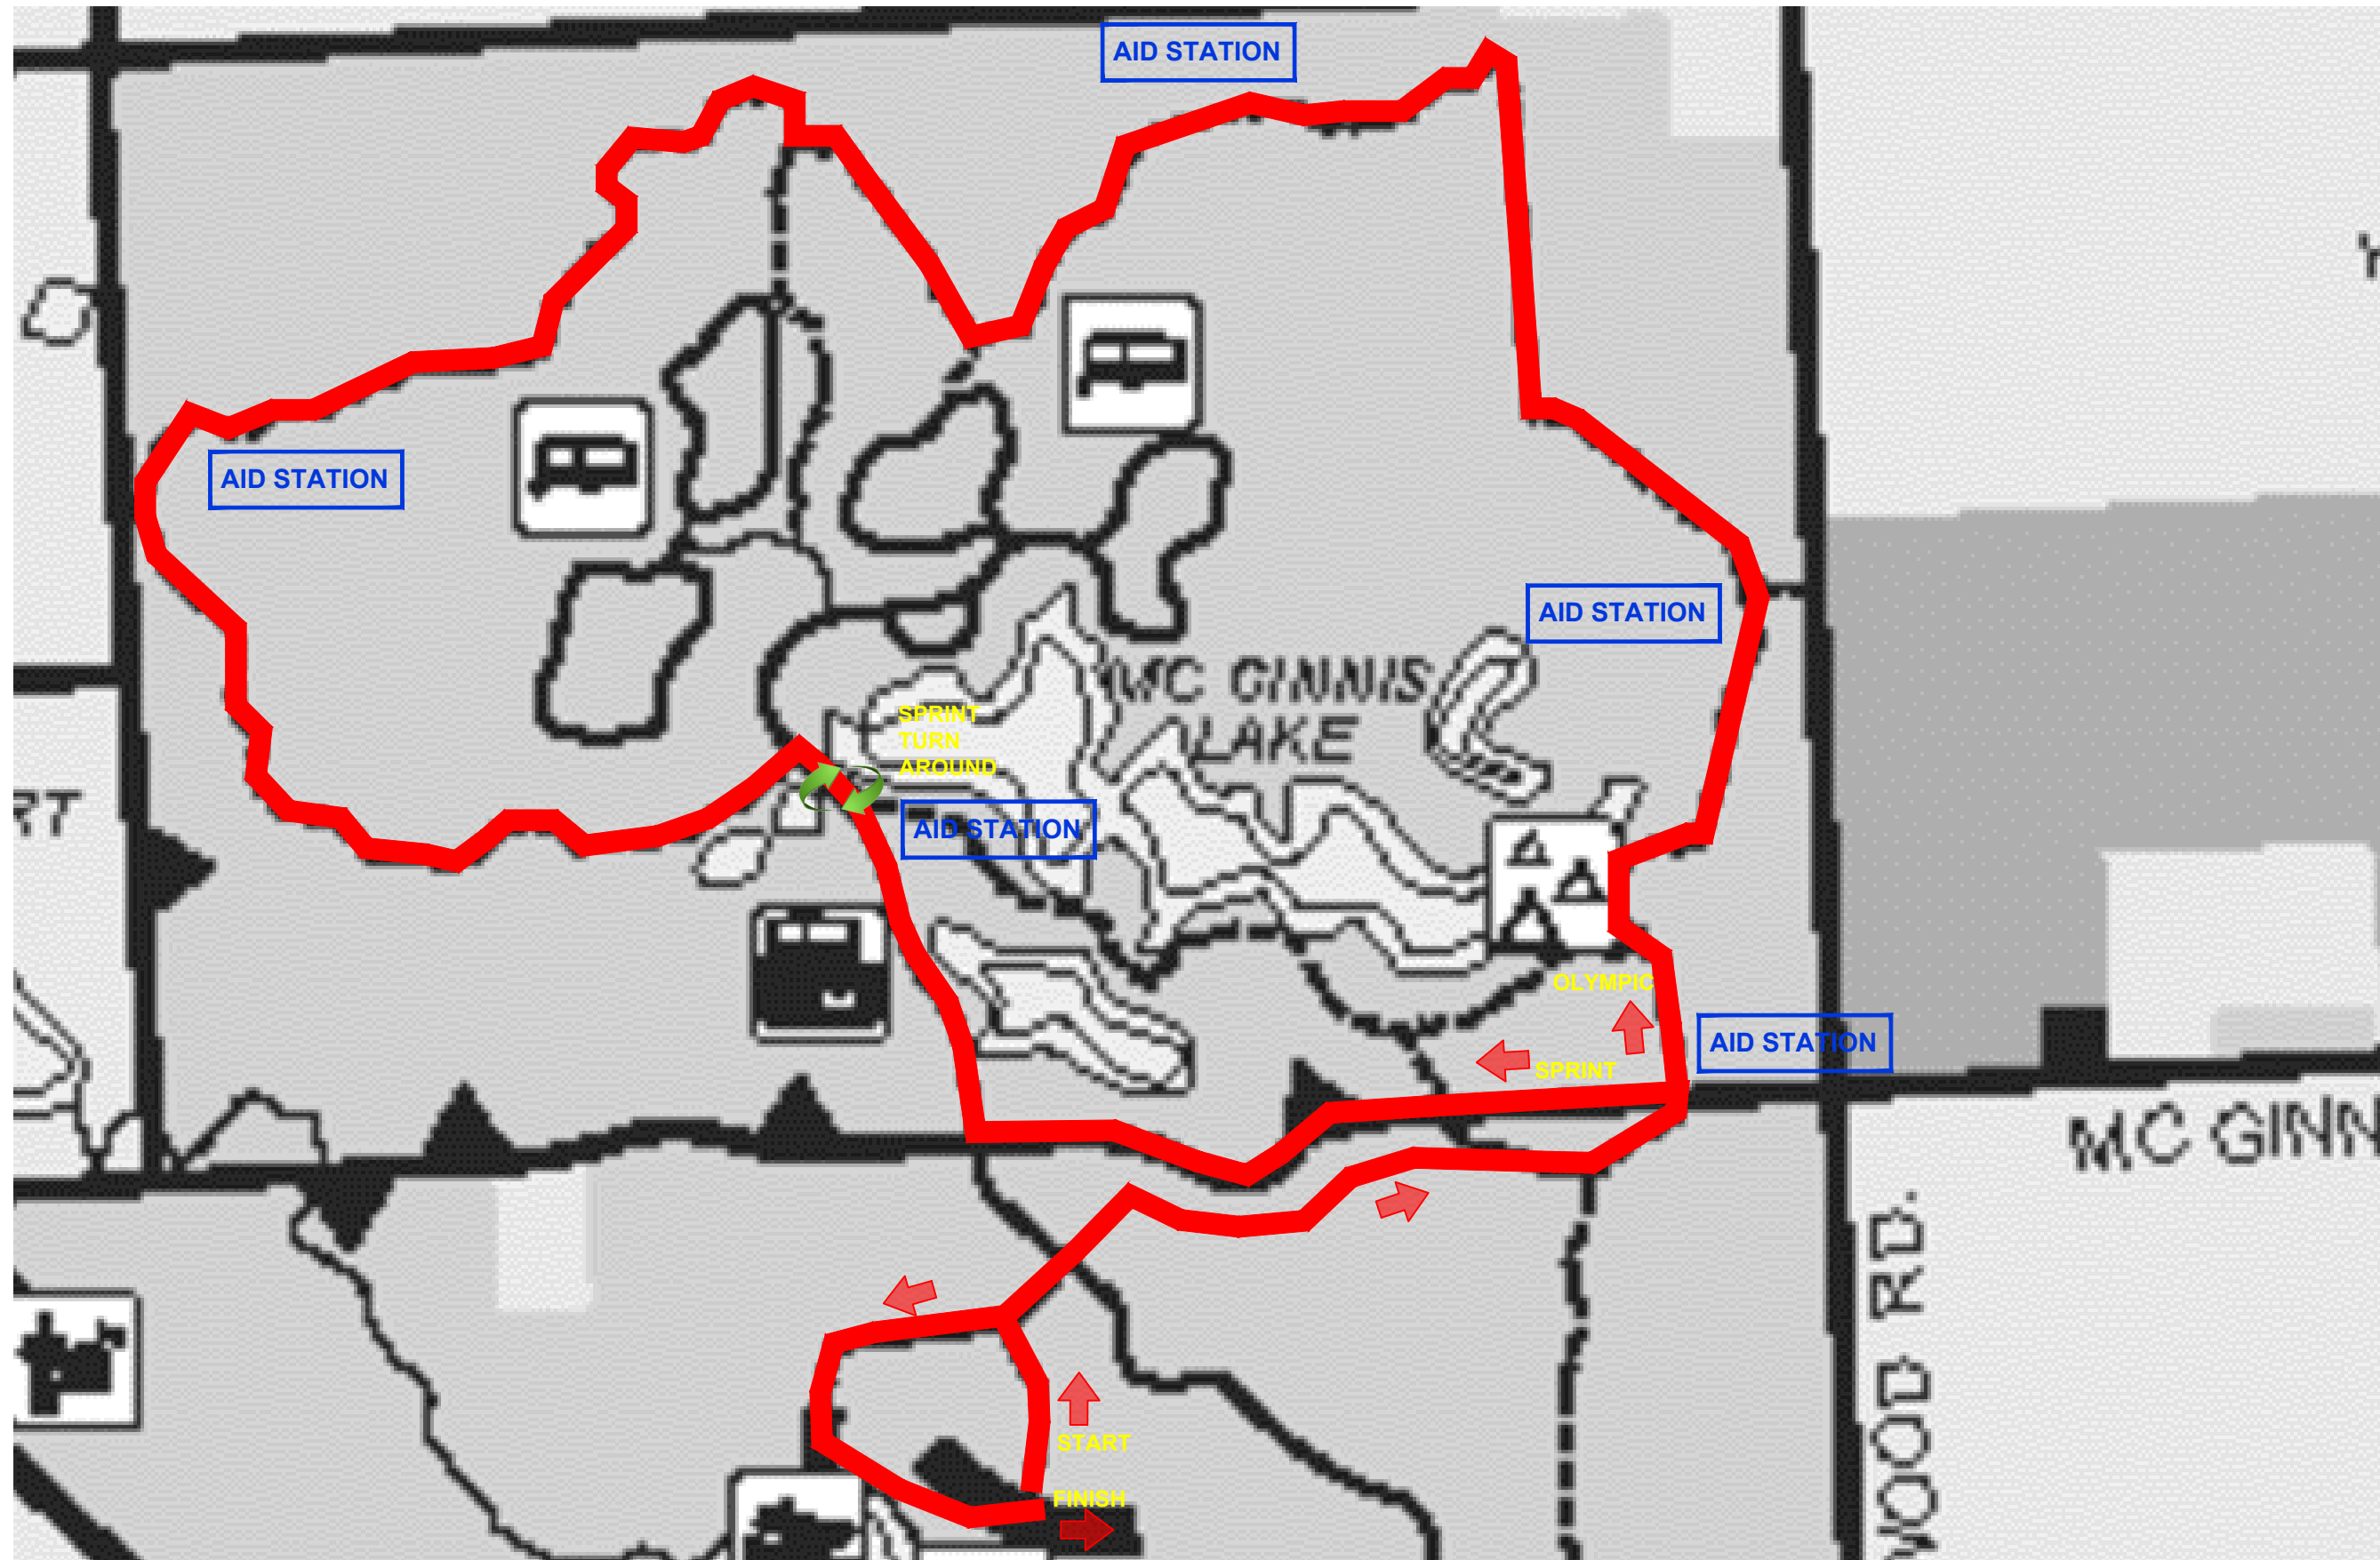 AID STATION
AID STATION
AID STATION
MC GINNIS
LAKE
SPRINT
TURN
AROUND
RT
AID STATION
OLYMPIC
AID STATION
SPRINT
MC GINN
WOOD RD.
START
FINISH